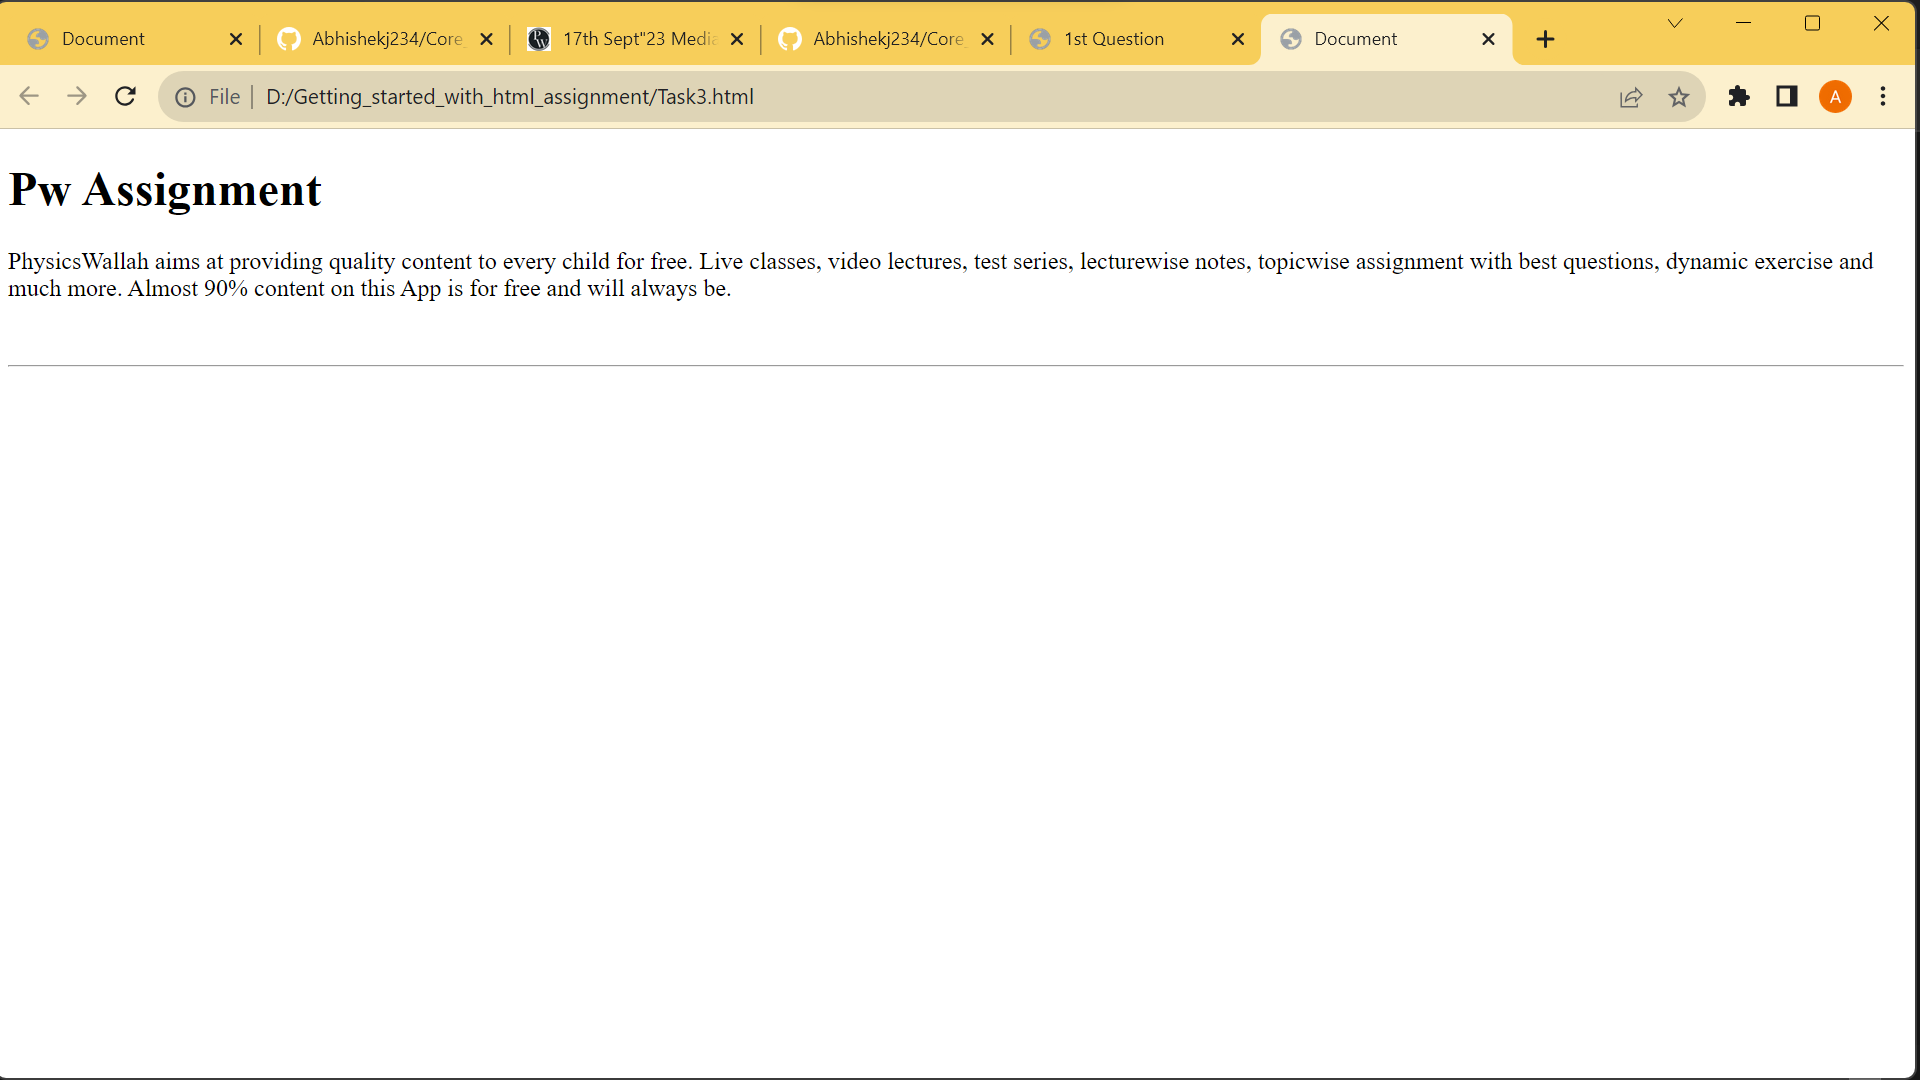 Document
Abhishekj234/Core_
17th Sept"23 Media
Abhishekj234/Core_
1st Question
Document
File
D:/Getting_started_with_html_assignment/Task3.html
A
Pw Assignment
PhysicsWallah aims at providing quality content to every child for free. Live classes, video lectures, test series, lecturewise notes, topicwise assignment with best questions, dynamic exercise and
much more. Almost 90% content on this App is for free and will always be.